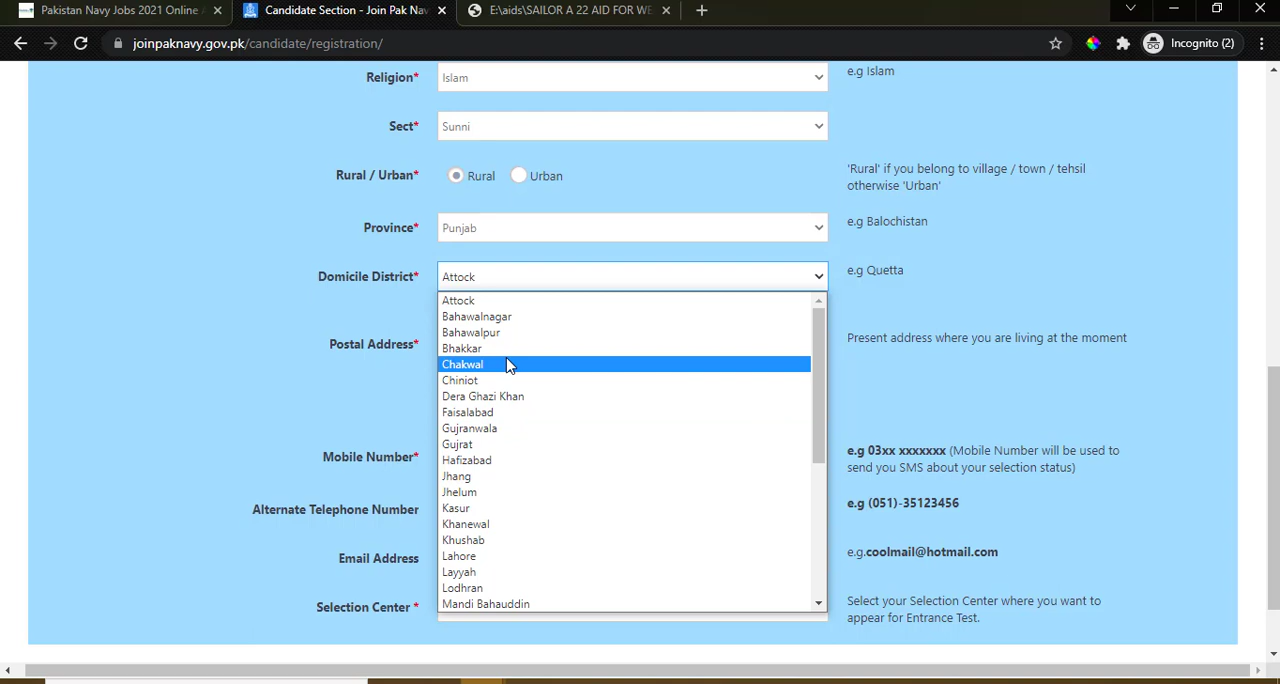 Pakistan Navy Jobs 2021 Online A
Candidate Section - Join Pak Nav
E:\aids\SAILOR A 22 AID FOR WE
joinpaknavy.gov.pk/candidate/registration/
Incognito (2)
Religion* Islam e.g Islam
Sect* Sunni
Rural / Urban* Rural Urban 'Rural' if you belong to village / town / tehsil
otherwise 'Urban'
Province* Punjab e.g Balochistan
Domicile District* Attock e.g Quetta
Attock
Bahawalnagar
Bahawalpur
Bhakkar
Chakwal
Chiniot
Dera Ghazi Khan
Faisalabad
Gujranwala
Gujrat
Hafizabad
Jhang
Jhelum
Kasur
Khanewal
Khushab
Lahore
Layyah
Lodhran
Mandi Bahauddin
Postal Address* Present address where you are living at the moment
Mobile Number* e.g 03xx xxxxxxx (Mobile Number will be used to
send you SMS about your selection status)
Alternate Telephone Number e.g (051)-35123456
Email Address e.g.coolmail@hotmail.com
Selection Center * Select your Selection Center where you want to
appear for Entrance Test.